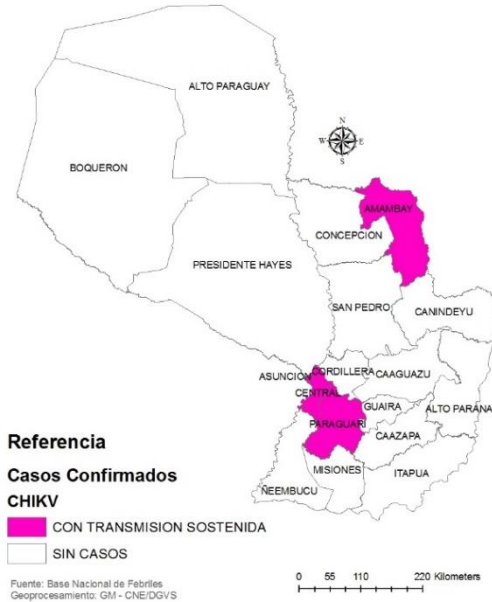 ALTO PARAGUAY
N
W E
S
BOQUERON
AMAMBAY
CONCEPCION
PRESIDENTE HAYES
SAN PEDRO
CANINDEYU
ASUNCION
CORDILLERA
CAAGUAZU
CENTRAL
GUAIRA
ALTO PARANA
PARAGUARI
CAAZAPA
MISIONES
ITAPUA
ÑEEMBUCU
Referencia
Casos Confirmados
CHIKV
CON TRANSMISION SOSTENIDA
SIN CASOS
0 55 110 220 Kilometers
Fuente: Base Nacional de Febriles
Geoprocesamiento: GM - CNE/DGVS